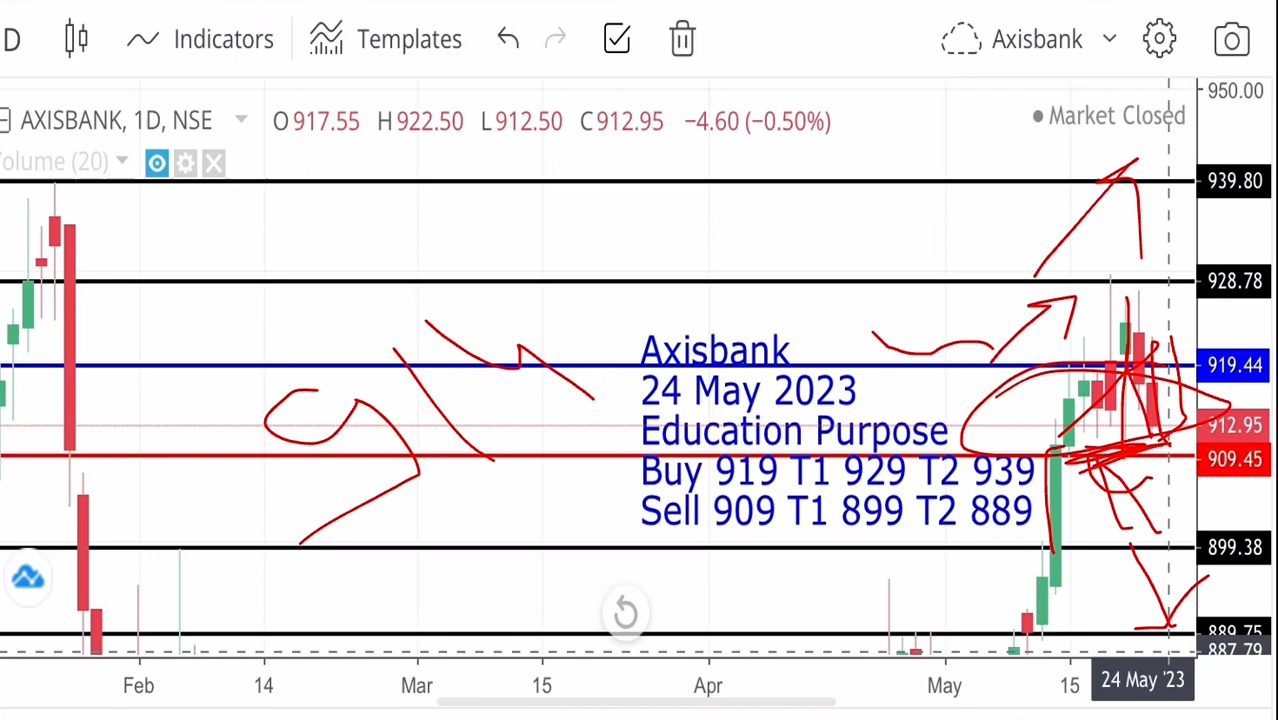 D Indicators Templates Axisbank
AXISBANK, 1D, NSE O 917.55 H 922.50 L 912.50 C 912.95 −4.60 (−0.50%)
Market Closed
olume (20)
950.00
939.80
928.78
919.44
912.95
909.45
899.38
889.75
887.79
Axisbank
24 May 2023
Education Purpose
Buy 919 T1 929 T2 939
Sell 909 T1 899 T2 889
Feb 14 Mar 15 Apr May 15 24 May '23